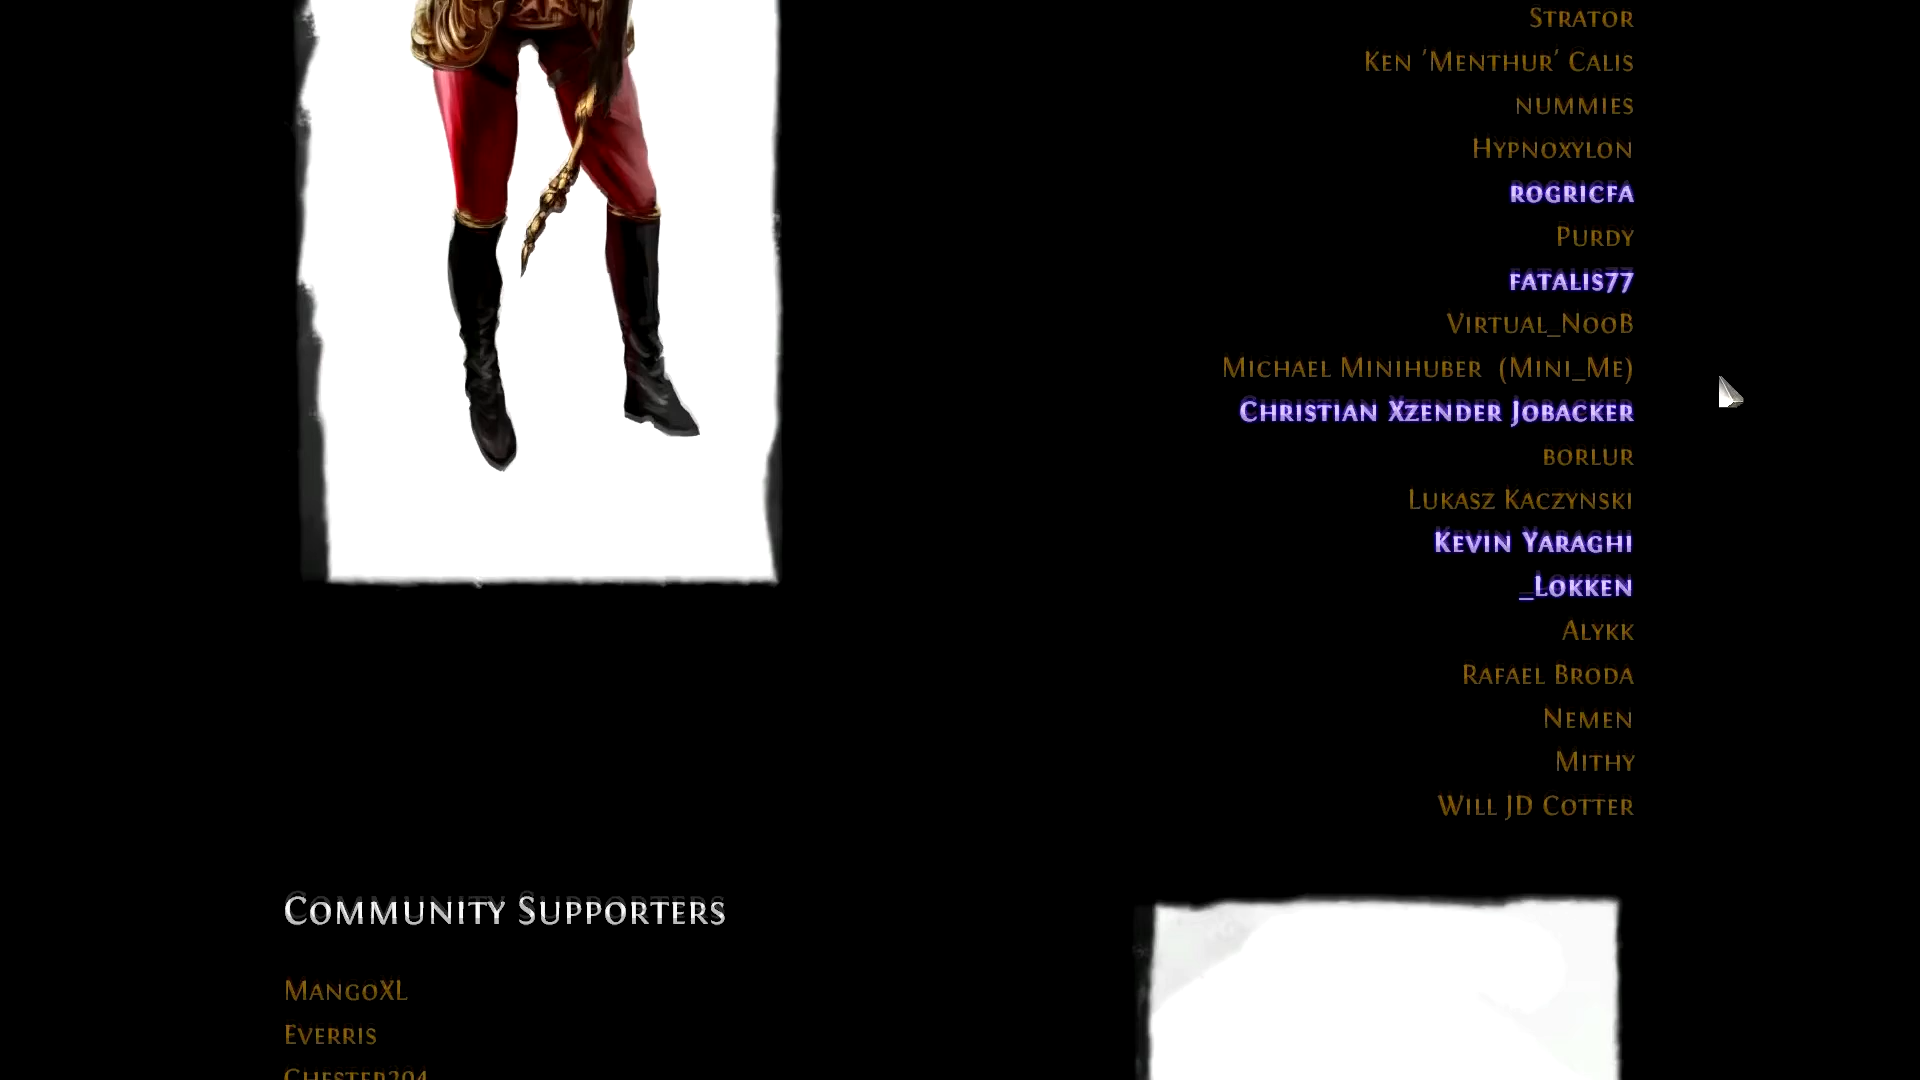 Strator
Ken 'Menthur' Calis
nummies
Hypnoxylon
rogricfa
Purdy
fatalis77
Virtual_NooB
Michael Minihuber (Mini_Me)
Christian Xzender Jobacker
borlur
Lukasz Kaczynski
Kevin Yaraghi
_Lokken
Alykk
Rafael Broda
Nemen
Mithy
Will JD Cotter
Community Supporters
MangoXL
Everris
Chester204